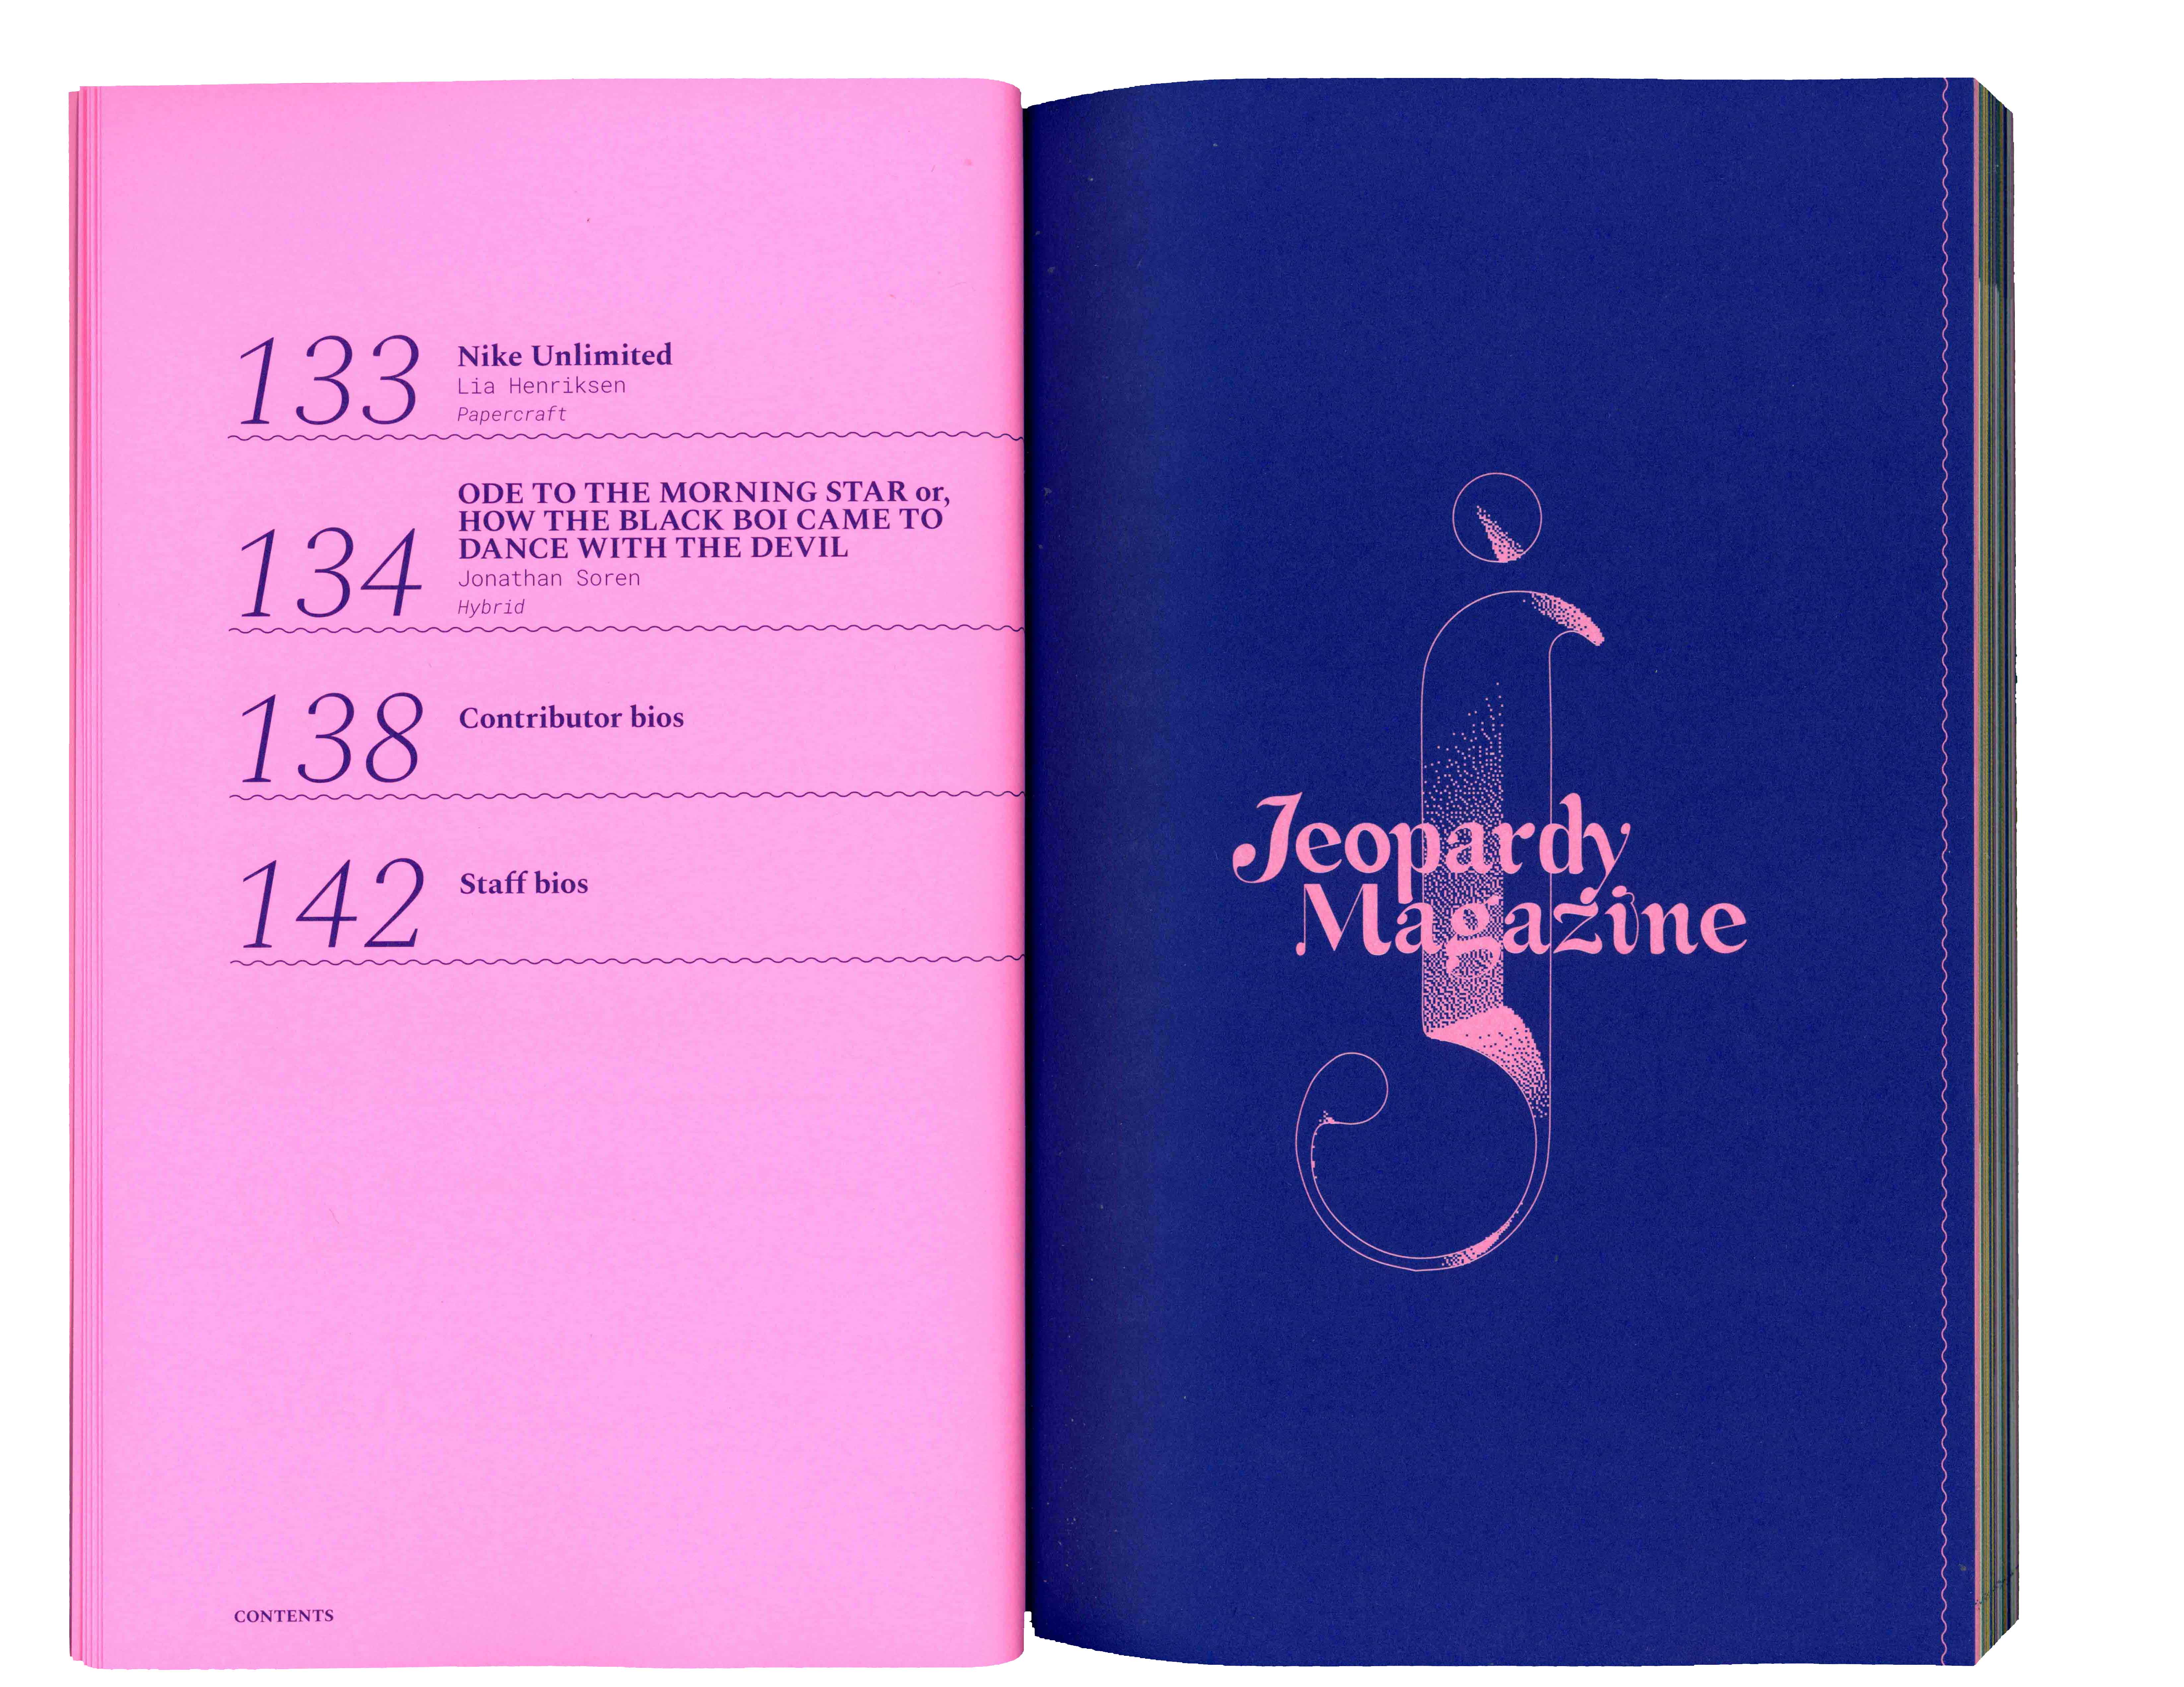 133
Nike Unlimited
Lia Henriksen
Papercraft
134
ODE TO THE MORNING STAR or,
HOW THE BLACK BOI CAME TO
DANCE WITH THE DEVIL
Jonathan Soren
Hybrid
138
Contributor bios
142
Staff bios
CONTENTS
j
Jeopardy
Magazine